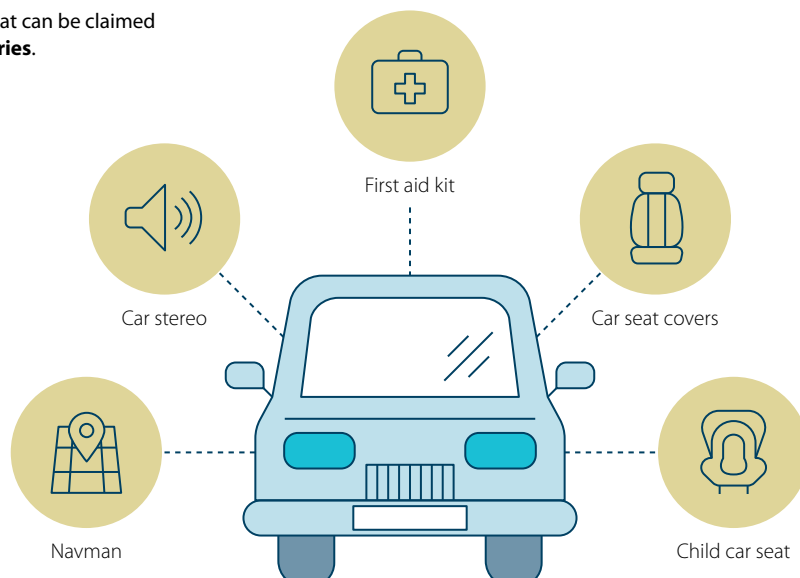 at can be claimed
ries.
First aid kit
Car stereo
Car seat covers
Navman
Child car seat